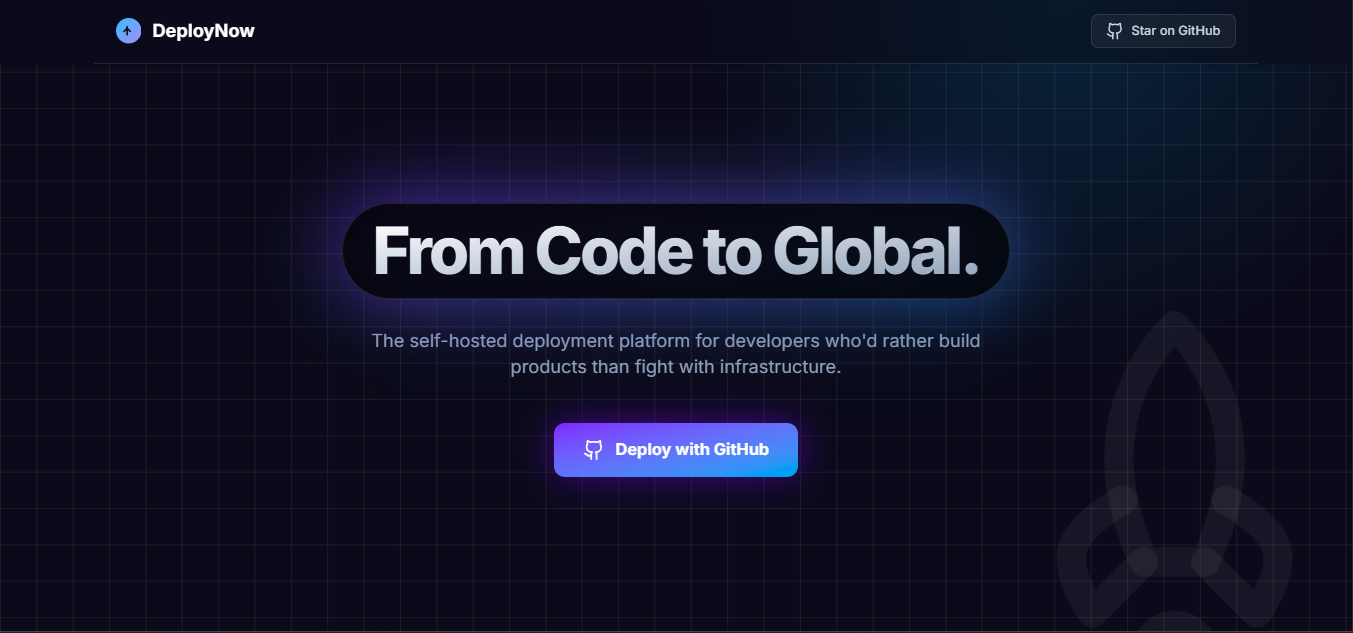 DeployNow
Star on GitHub
From Code to Global.
The self-hosted deployment platform for developers who'd rather build
products than fight with infrastructure.
Deploy with GitHub